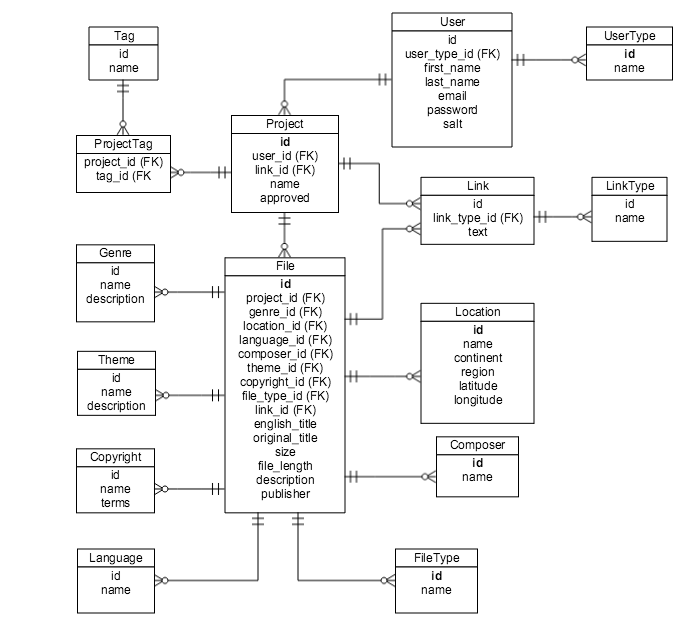 Tag
id
name
User
id
user_type_id (FK)
first_name
last_name
email
password
salt
UserType
id
name
ProjectTag
project_id (FK)
tag_id (FK
Project
id
user_id (FK)
link_id (FK)
name
approved
Link
id
link_type_id (FK)
text
LinkType
id
name
Genre
id
name
description
File
id
project_id (FK)
genre_id (FK)
location_id (FK)
language_id (FK)
composer_id (FK)
theme_id (FK)
copyright_id (FK)
file_type_id (FK)
link_id (FK)
english_title
original_title
size
file_length
description
publisher
Location
id
name
continent
region
latitude
longitude
Theme
id
name
description
Copyright
id
name
terms
Composer
id
name
Language
id
name
FileType
id
name